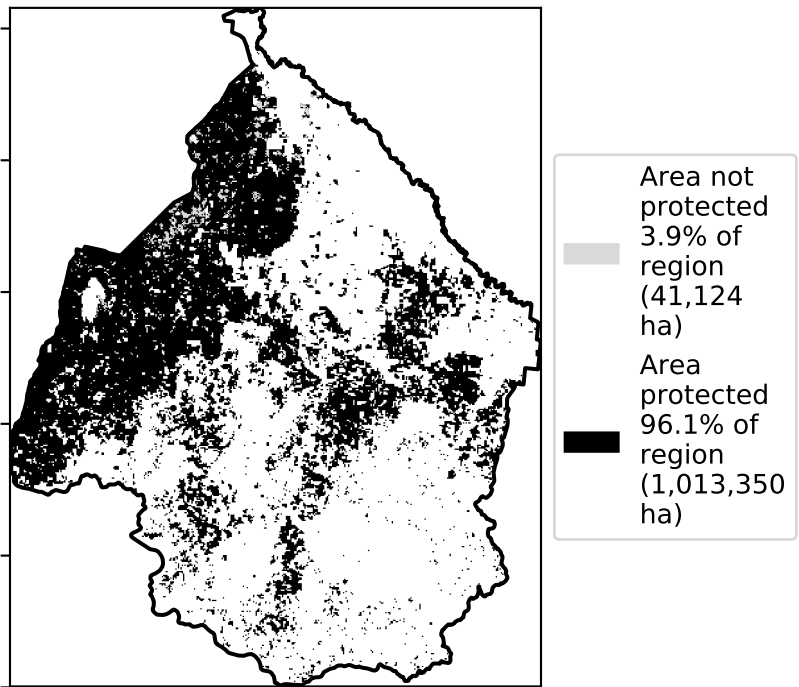 Area not
protected
3.9% of
region
(41,124
ha)
Area
protected
96.1% of
region
(1,013,350
ha)